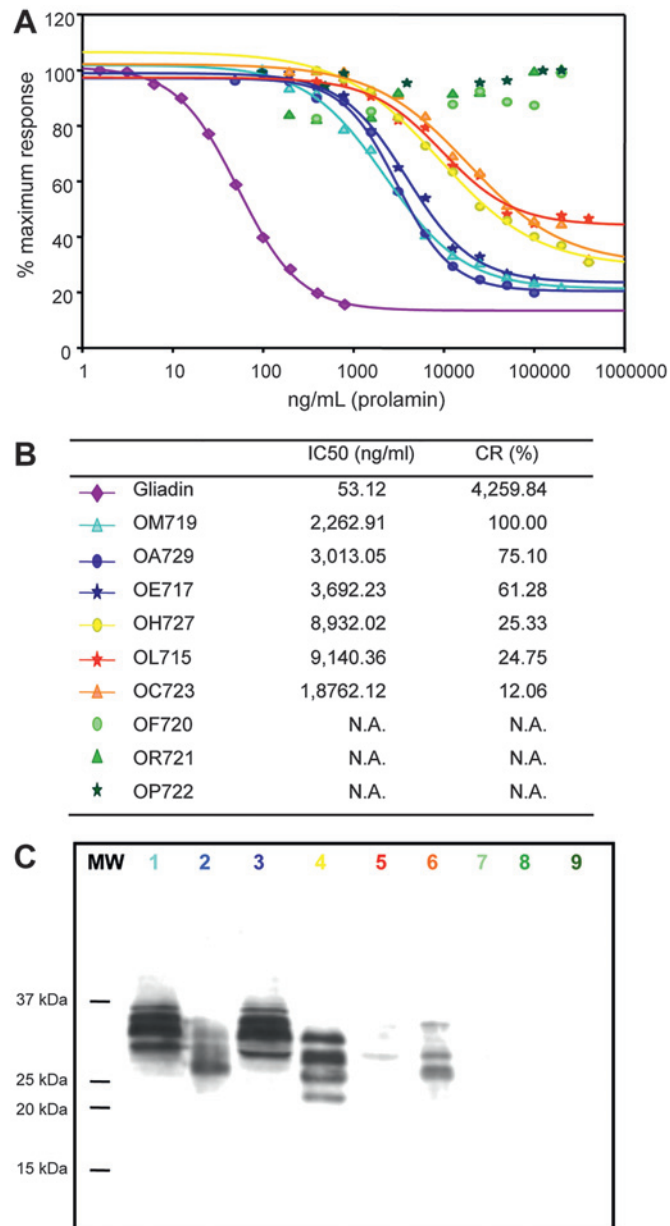 A
120
100
80
60
40
20
0
% maximum response
1 10 100 1000 10000 100000 1000000
ng/mL (prolamin)
B
IC50 (ng/ml) CR (%)
Gliadin 53.12 4,259.84
OM719 2,262.91 100.00
OA729 3,013.05 75.10
OE717 3,692.23 61.28
OH727 8,932.02 25.33
OL715 9,140.36 24.75
OC723 1,8762.12 12.06
OF720 N.A. N.A.
OR721 N.A. N.A.
OP722 N.A. N.A.
C
MW 1 2 3 4 5 6 7 8 9
37 kDa
25 kDa
20 kDa
15 kDa